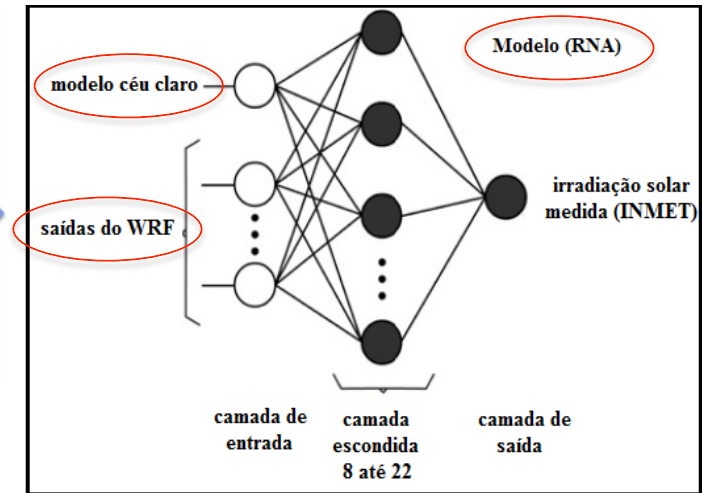 Modelo (RNA)
modelo céu claro
saídas do WRF
irradiação solar
medida (INMET)
camada de
entrada
camada
escondida
8 até 22
camada de
saída